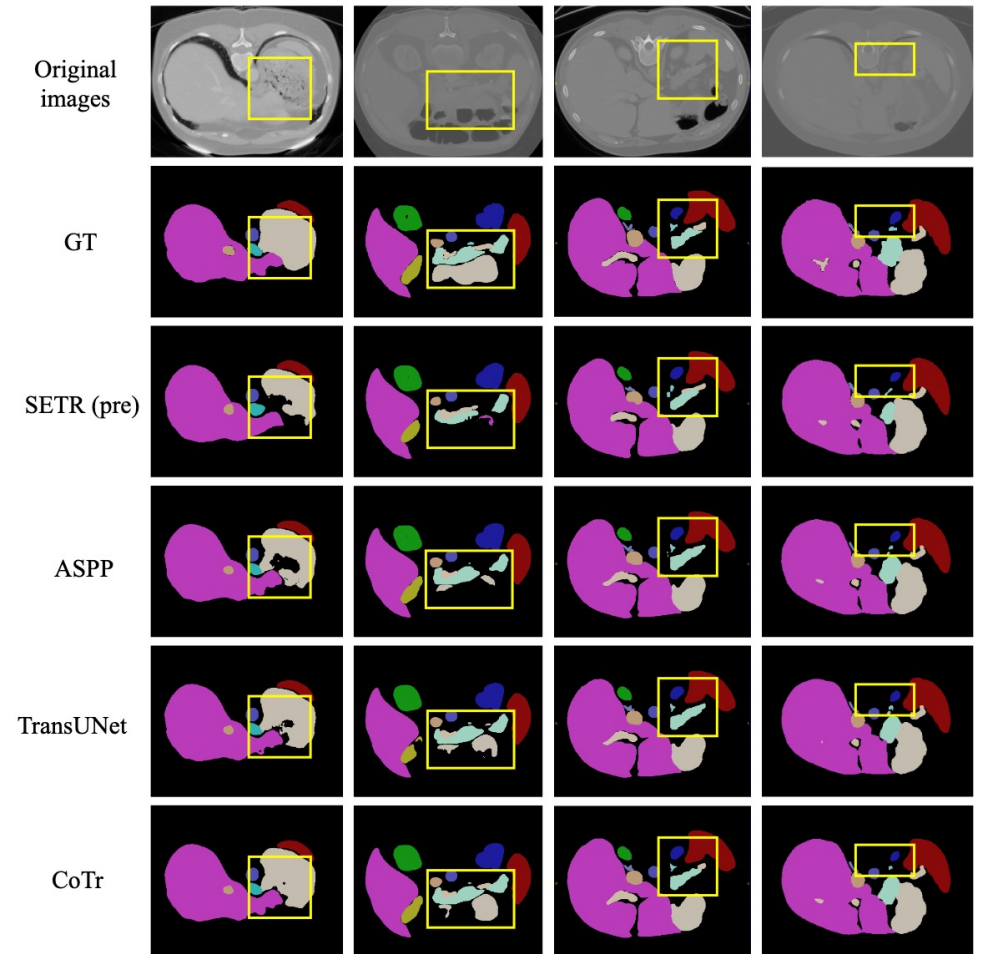 Original
images
GT
SETR (pre)
ASPP
TransUNet
CoTr